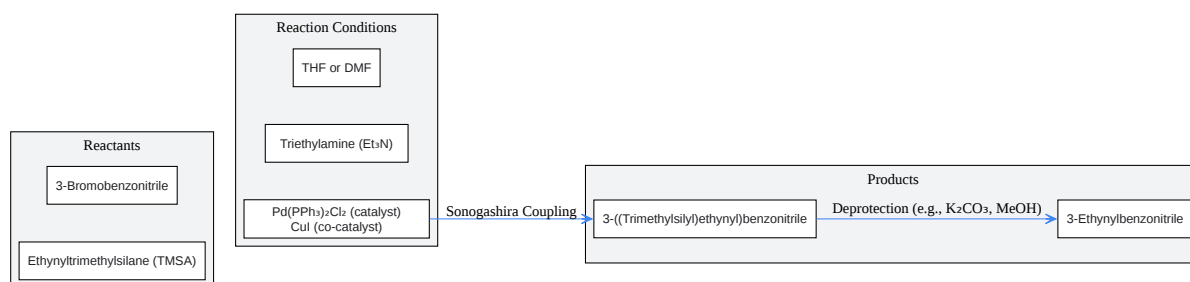 Reactants
3-Bromobenzonitrile
Ethynyltrimethylsilane (TMSA)
Reaction Conditions
THF or DMF
Triethylamine (Et₃N)
Pd(PPh₃)₂Cl₂ (catalyst)
CuI (co-catalyst)
Sonogashira Coupling
Products
3-((Trimethylsilyl)ethynyl)benzonitrile
Deprotection (e.g., K₂CO₃, MeOH)
3-Ethynylbenzonitrile